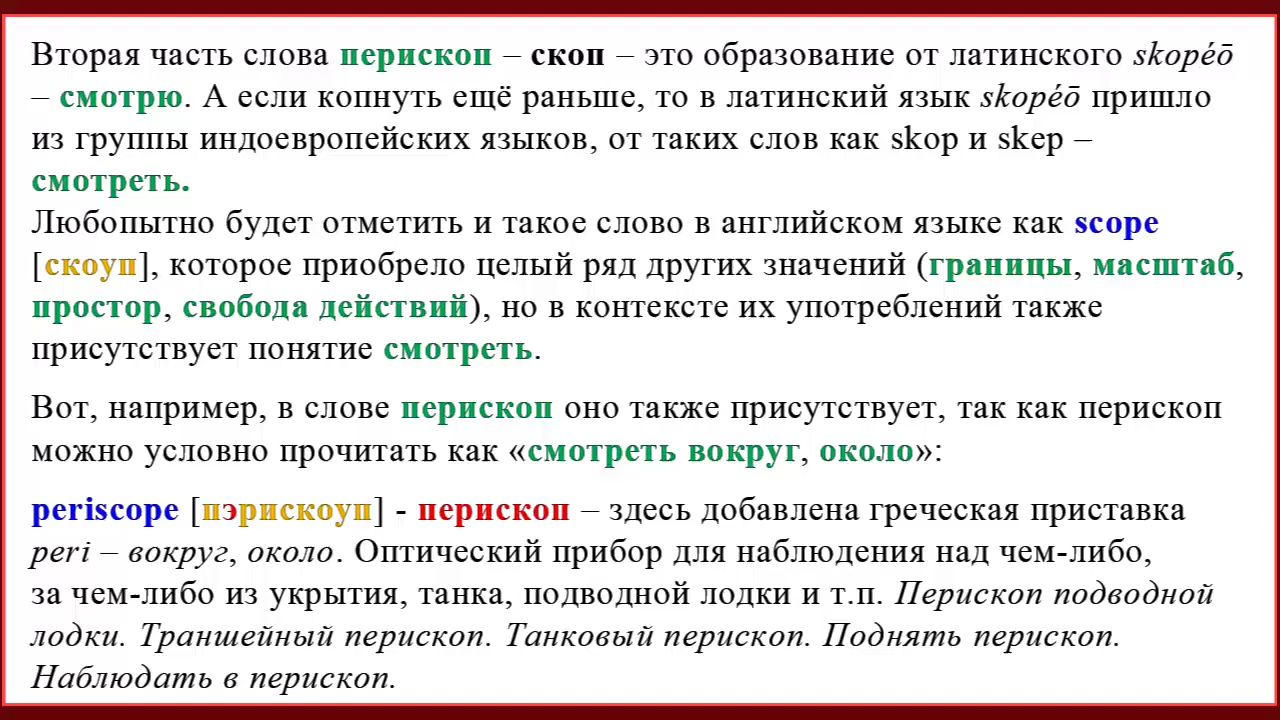 Вторая часть слова перископ – скоп – это образование от латинского skopéō
– смотрю. А если копнуть ещё раньше, то в латинский язык skopéō пришло
из группы индоевропейских языков, от таких слов как skop и skep –
смотреть.
Любопытно будет отметить и такое слово в английском языке как scope
[скоуп], которое приобрело целый ряд других значений (границы, масштаб,
простор, свобода действий), но в контексте их употреблений также
присутствует понятие смотреть.
Вот, например, в слове перископ оно также присутствует, так как перископ
можно условно прочитать как «смотреть вокруг, около»:
periscope [пэрискоуп] - перископ – здесь добавлена греческая приставка
peri – вокруг, около. Оптический прибор для наблюдения над чем-либо,
за чем-либо из укрытия, танка, подводной лодки и т.п. Перископ подводной
лодки. Траншейный перископ. Танковый перископ. Поднять перископ.
Наблюдать в перископ.